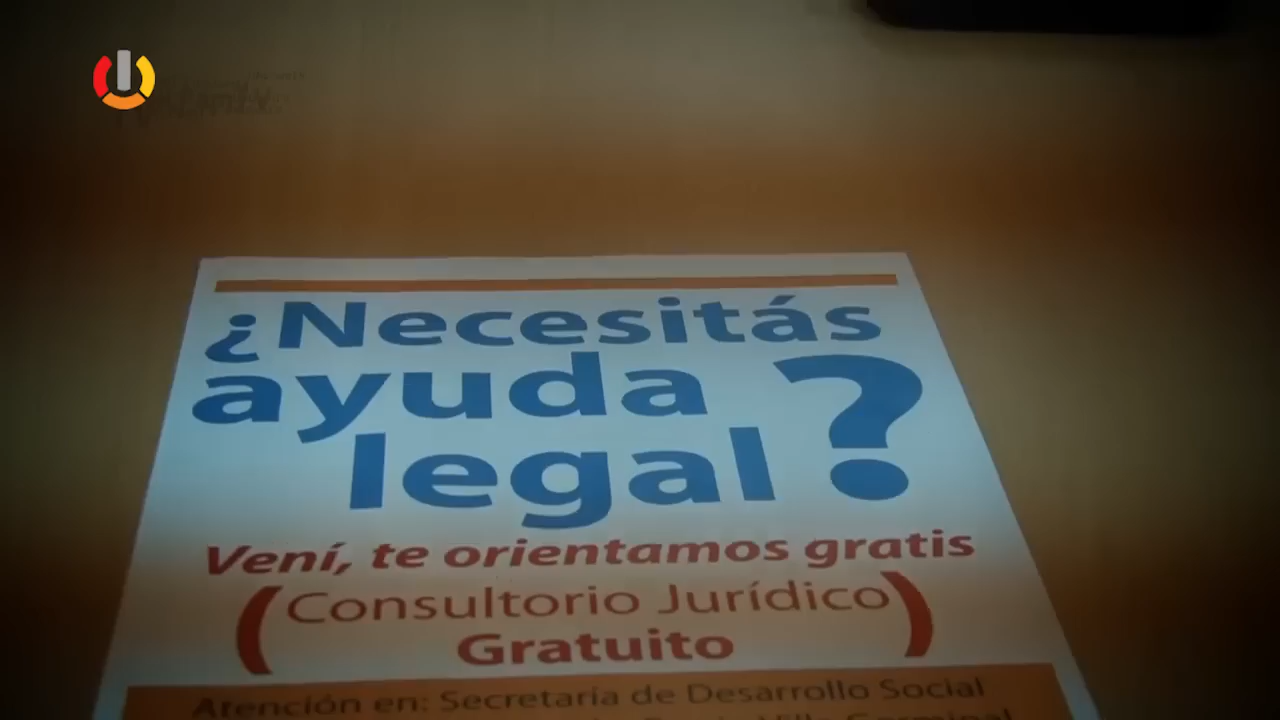 ¿Necesitás
ayuda
legal?
Vení, te orientamos gratis
(Consultorio Jurídico
Gratuito)
Atención en: Secretaría de Desarrollo Social